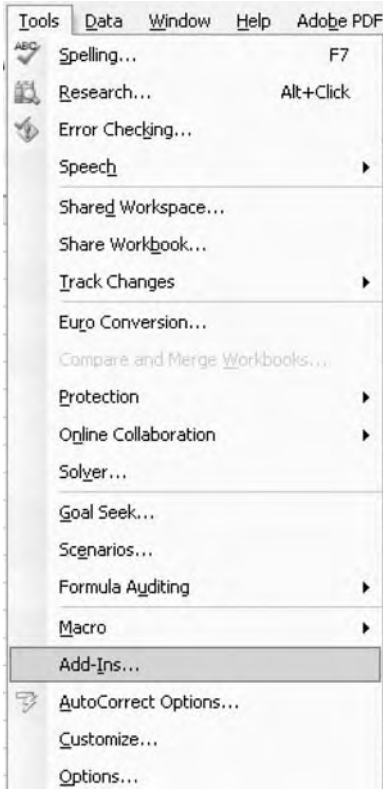 Tools Data Window Help Adobe PDF
ABC Spelling... F7
Research... Alt+Click
Error Checking...
Speech
Shared Workspace...
Share Workbook...
Track Changes
Euro Conversion...
Compare and Merge Workbooks...
Protection
Online Collaboration
Solver...
Goal Seek...
Scenarios...
Formula Auditing
Macro
Add-Ins...
AutoCorrect Options...
Customize...
Options...